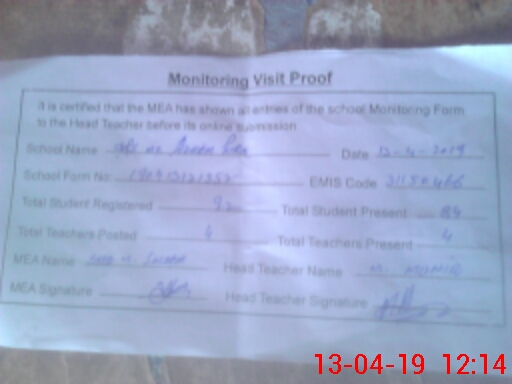 Monitoring Visit Proof
It is certified that the MEA has shown all entries of the school Monitoring Form
to the Head Teacher before its online submission.
School Name Date 13-4-2019
School Form No EMIS Code
Total Student Registered Total Student Present 84
Total Teachers Posted 4 Total Teachers Present 4
MEA Name Head Teacher Name M.
MEA Signature Head Teacher Signature
13-04-19 12:14